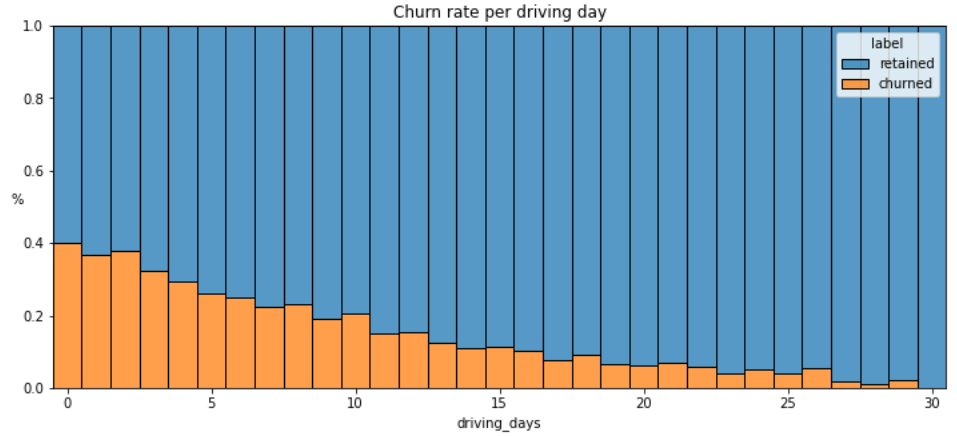 Churn rate per driving day
1.0
0.8
0.6
0.4
0.2
0.0
%
label
retained
churned
0 5 10 15 20 25 30
driving_days